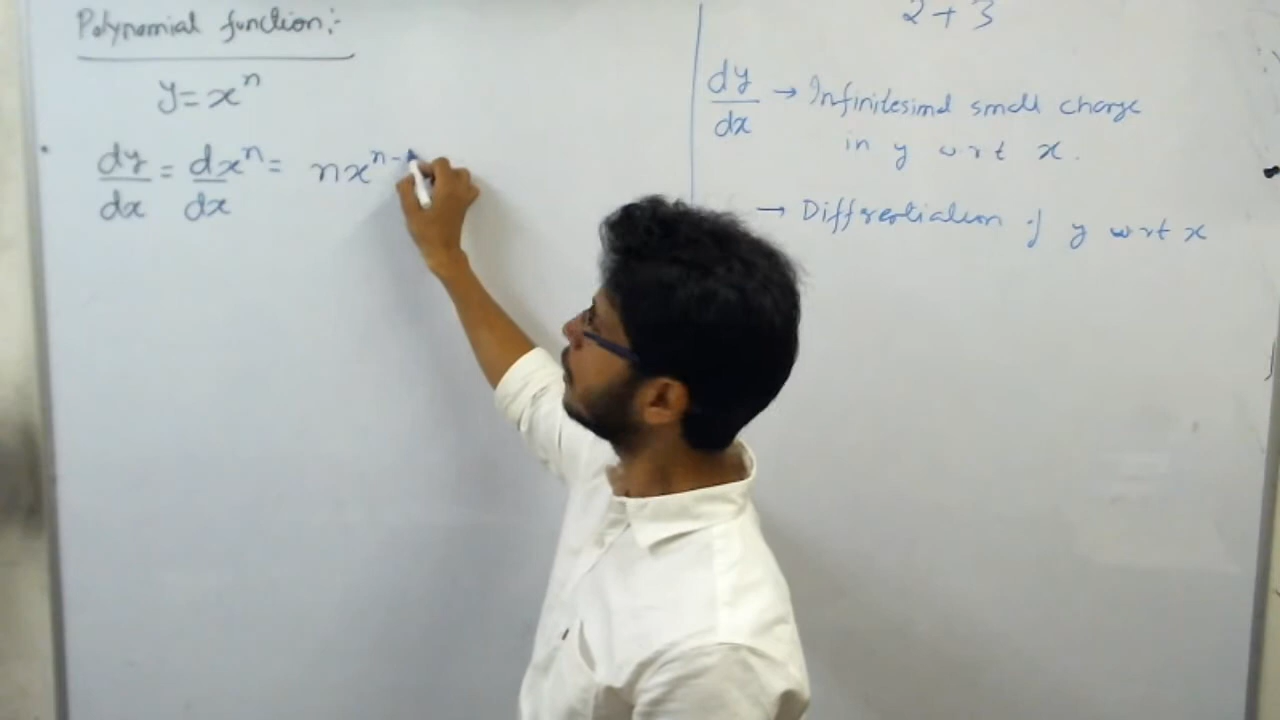 Polynomial function:-
y = x^n
dy/dx = dx^n/dx = nx^n-
2 + 3
dy/dx → Infinitesimal small change
in y w.r.t x.
→ Differentiation of y w r t x